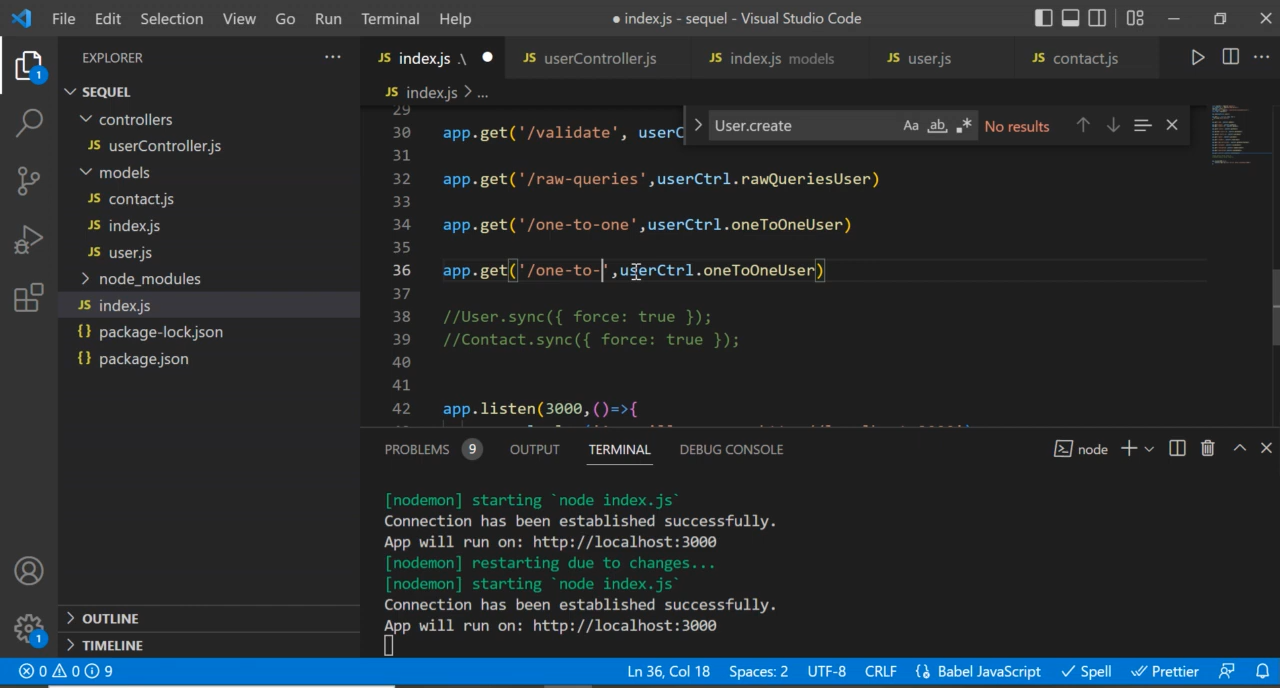 File Edit Selection View Go Run Terminal Help ● index.js - sequel - Visual Studio Code
EXPLORER ...
1
SEQUEL
controllers
JS userController.js
models
JS contact.js
JS index.js
JS user.js
node_modules
JS index.js
{} package-lock.json
{} package.json
OUTLINE
TIMELINE
1
JS index.js .\ ●
JS userController.js
JS index.js models
JS user.js
JS contact.js
JS index.js > ...
User.create Aa ab .* No results
29
30 app.get('/validate', userC
31
32 app.get('/raw-queries',userCtrl.rawQueriesUser)
33
34 app.get('/one-to-one',userCtrl.oneToOneUser)
35
36 app.get('/one-to-',userCtrl.oneToOneUser)
37
38 //User.sync({ force: true });
39 //Contact.sync({ force: true });
40
41
42 app.listen(3000,()=>{
PROBLEMS 9 OUTPUT TERMINAL DEBUG CONSOLE node
[nodemon] starting `node index.js`
Connection has been established successfully.
App will run on: http://localhost:3000
[nodemon] restarting due to changes...
[nodemon] starting `node index.js`
Connection has been established successfully.
App will run on: http://localhost:3000
0 0 9 Ln 36, Col 18 Spaces: 2 UTF-8 CRLF {} Babel JavaScript Spell Prettier